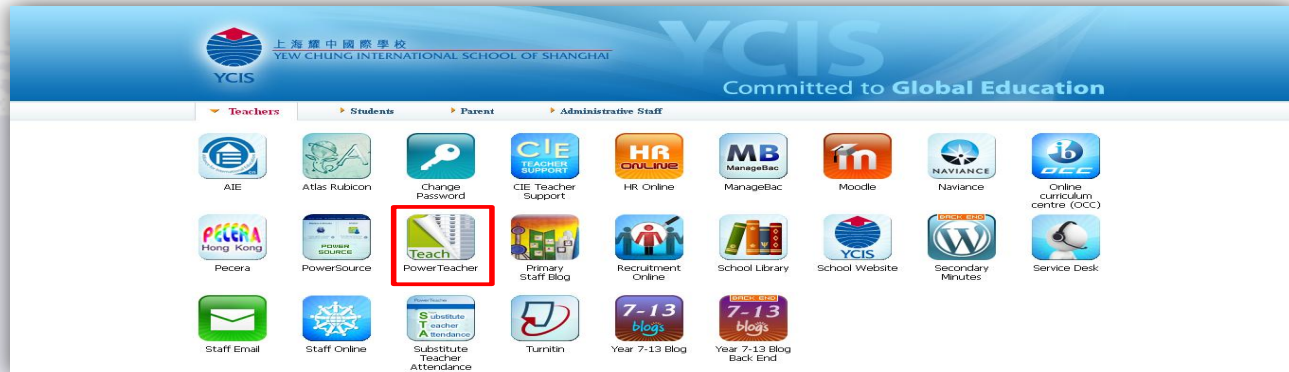 YCIS
上海耀中國際學校
YEW CHUNG INTERNATIONAL SCHOOL OF SHANGHAI
YCIS
Committed to Global Education
Teachers
Students
Parent
Administrative Staff
AIE
Atlas Rubicon
Change
Password
CIE
TEACHER
SUPPORT
CIE Teacher
Support
HR
ONLINE
HR Online
MB
ManageBac
ManageBac
m
Moodle
NAVIANCE
Naviance
ib
OCC
Online
curriculum
centre (OCC)
PECERA
Hong Kong
Pecera
POWER
SOURCE
PowerSource
Teach
PowerTeacher
Primary
Staff Blog
Recruitment
Online
School Library
YCIS
School Website
BACK END
W
Secondary
Minutes
Service Desk
Staff Email
Staff Online
PowerTeacher
Substitute
Teacher
Attendance
Substitute
Teacher
Attendance
Turnitin
7-13
blogs
Year 7-13 Blog
BACK END
7-13
blogs
Year 7-13 Blog
Back End